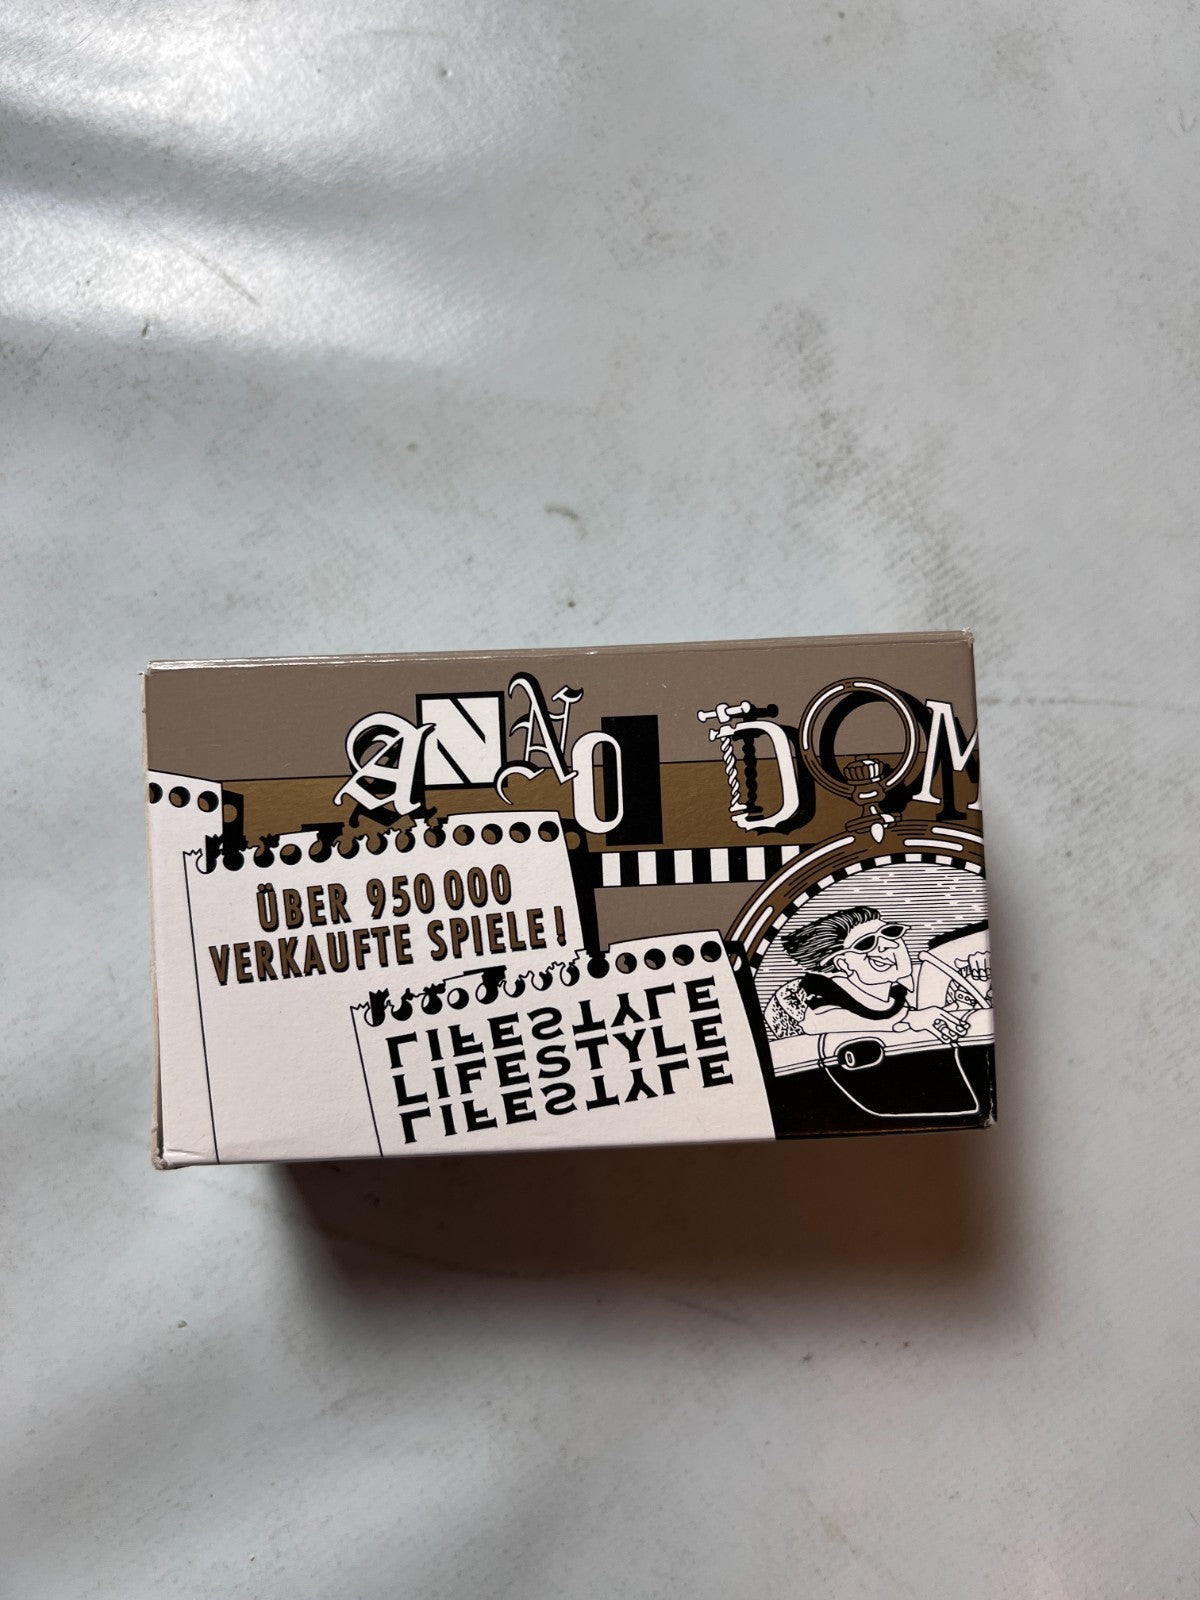 ANNO DOM
ÜBER 950 000
VERKAUFTE SPIELE!
LIFESTYLE
LIFESTYLE
LIFESTYLE